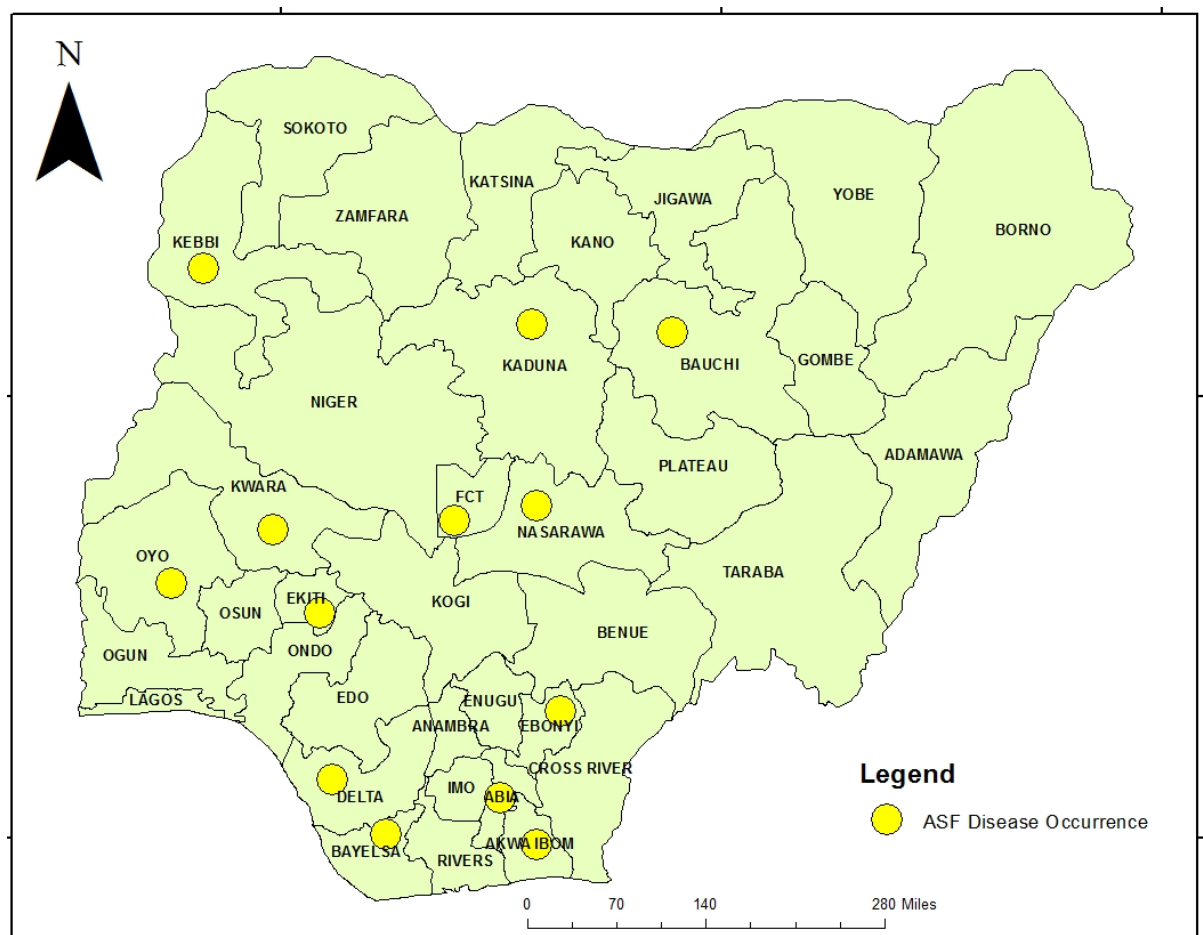 N
SOKOTO
KATSINA
JIGAWA
YOBE
ZAMFARA
BORNO
KEBBI
KANO
KADUNA
BAUCHI
GOMBE
NIGER
ADAMAWA
PLATEAU
KWARA
FCT
NASARAWA
OYO
TARABA
EKITI
KOGI
OSUN
BENUE
OGUN
ONDO
LAGOS
EDO
ENUGU
ANAMBRA
EBONYI
CROSS RIVER
IMO
DELTA
ABIA
AKWA IBOM
BAYELSA
RIVERS
Legend
ASF Disease Occurrence
0 70 140 280 Miles